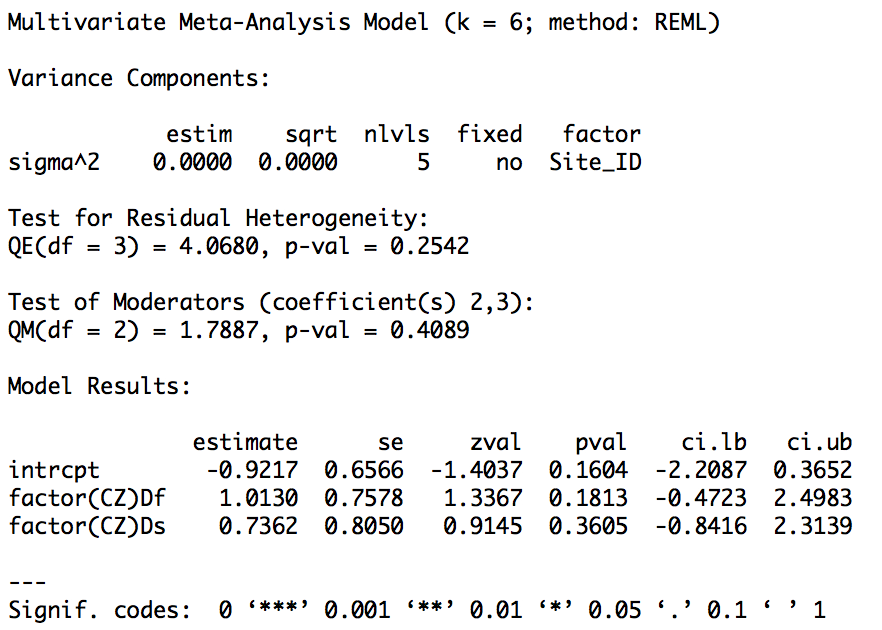 Multivariate Meta-Analysis Model (k = 6; method: REML)
Variance Components:
estim sqrt nlvls fixed factor
sigma^2 0.0000 0.0000 5 no Site_ID
Test for Residual Heterogeneity:
QE(df = 3) = 4.0680, p-val = 0.2542
Test of Moderators (coefficient(s) 2,3):
QM(df = 2) = 1.7887, p-val = 0.4089
Model Results:
estimate se zval pval ci.lb ci.ub
intrcpt -0.9217 0.6566 -1.4037 0.1604 -2.2087 0.3652
factor(CZ)Df 1.0130 0.7578 1.3367 0.1813 -0.4723 2.4983
factor(CZ)Ds 0.7362 0.8050 0.9145 0.3605 -0.8416 2.3139
---
Signif. codes: 0 ‘***’ 0.001 ‘**’ 0.01 ‘*’ 0.05 ‘.’ 0.1 ‘ ’ 1